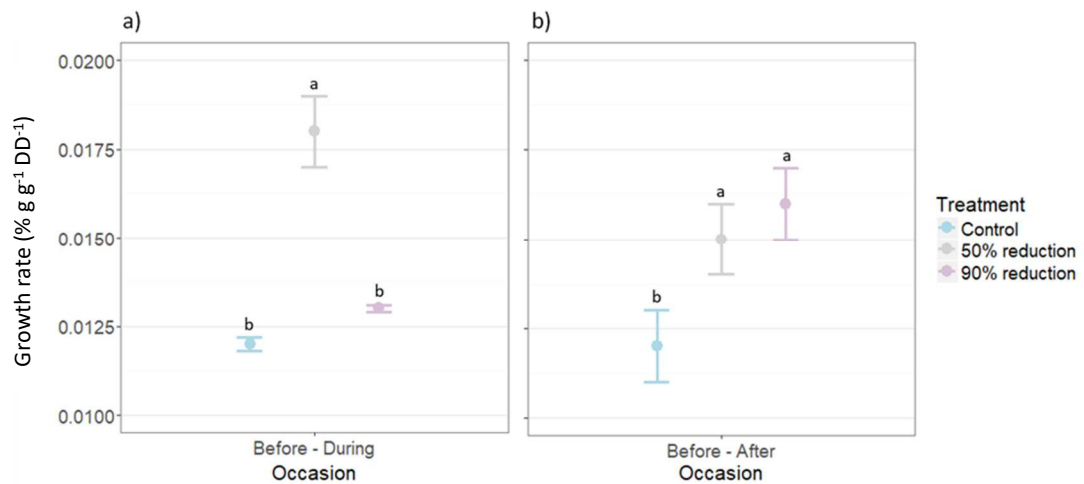 a)
b)
Growth rate (% g g⁻¹ DD⁻¹)
0.0200
0.0175
0.0150
0.0125
0.0100
b
a
b
b
a
a
Before - During
Before - After
Occasion
Occasion
Treatment
Control
50% reduction
90% reduction